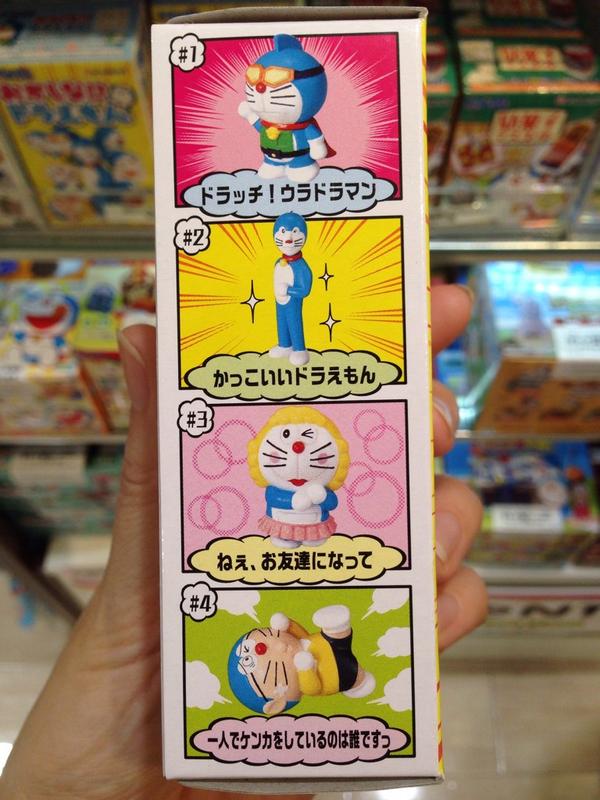 #1
ドラッチ！ウラドラマン
#2
かっこいいドラえもん
#3
ねぇ、お友達になって
#4
一人でケンカをしているのは誰ですっ